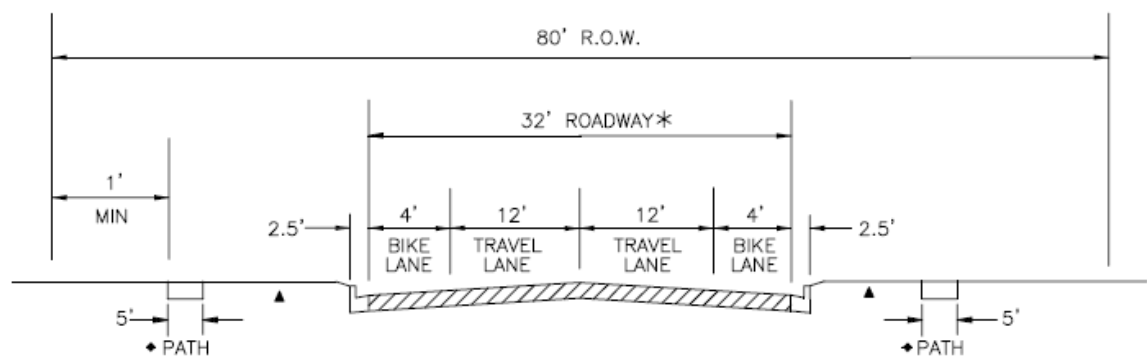 80' R.O.W.
32' ROADWAY*
1'
MIN
2.5'
4'
BIKE
LANE
12'
TRAVEL
LANE
12'
TRAVEL
LANE
4'
BIKE
LANE
2.5'
▲
▲
5'
◆ PATH
5'
◆ PATH